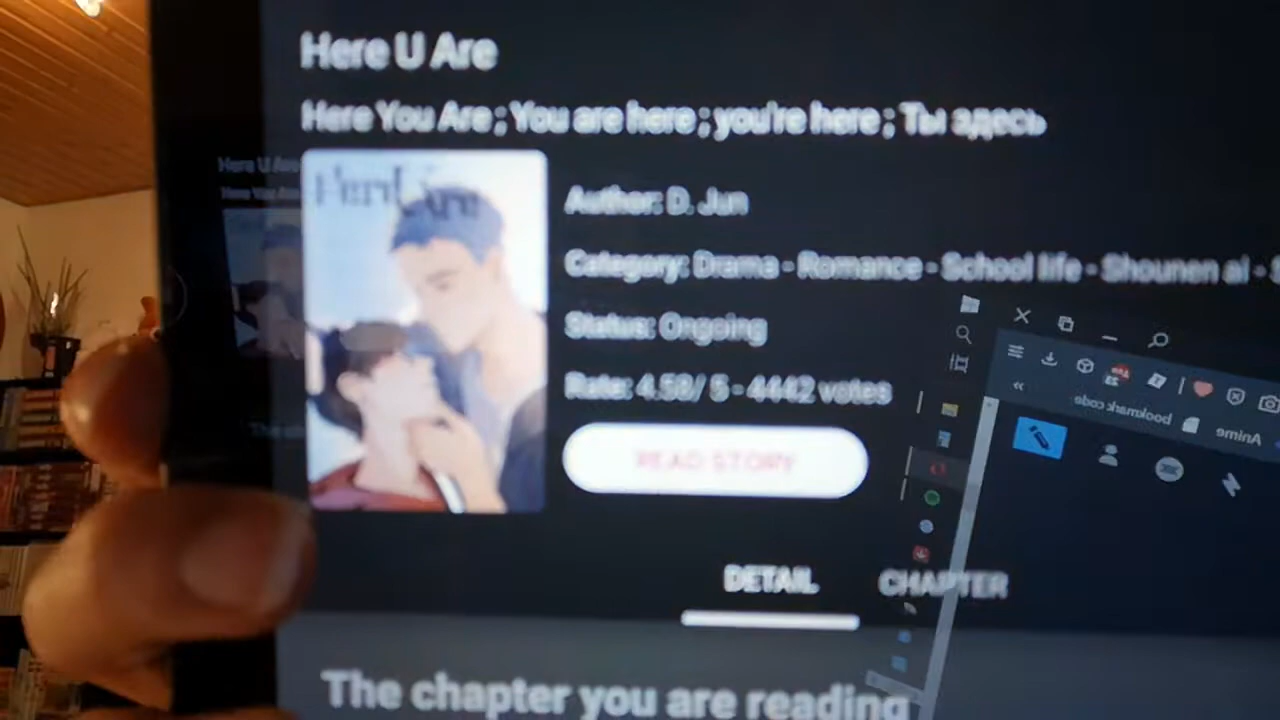 Here U Are
Here You Are ; You are here ; you're here ; Ты здесь
Here U Are
Author: D. Jun
Category: Drama - Romance - School life - Shounen ai -
Status: Ongoing
Rate: 4.58/ 5 - 4442 votes
READ STORY
bookmark code
Anime
DETAIL
CHAPTER
The chapter you are reading